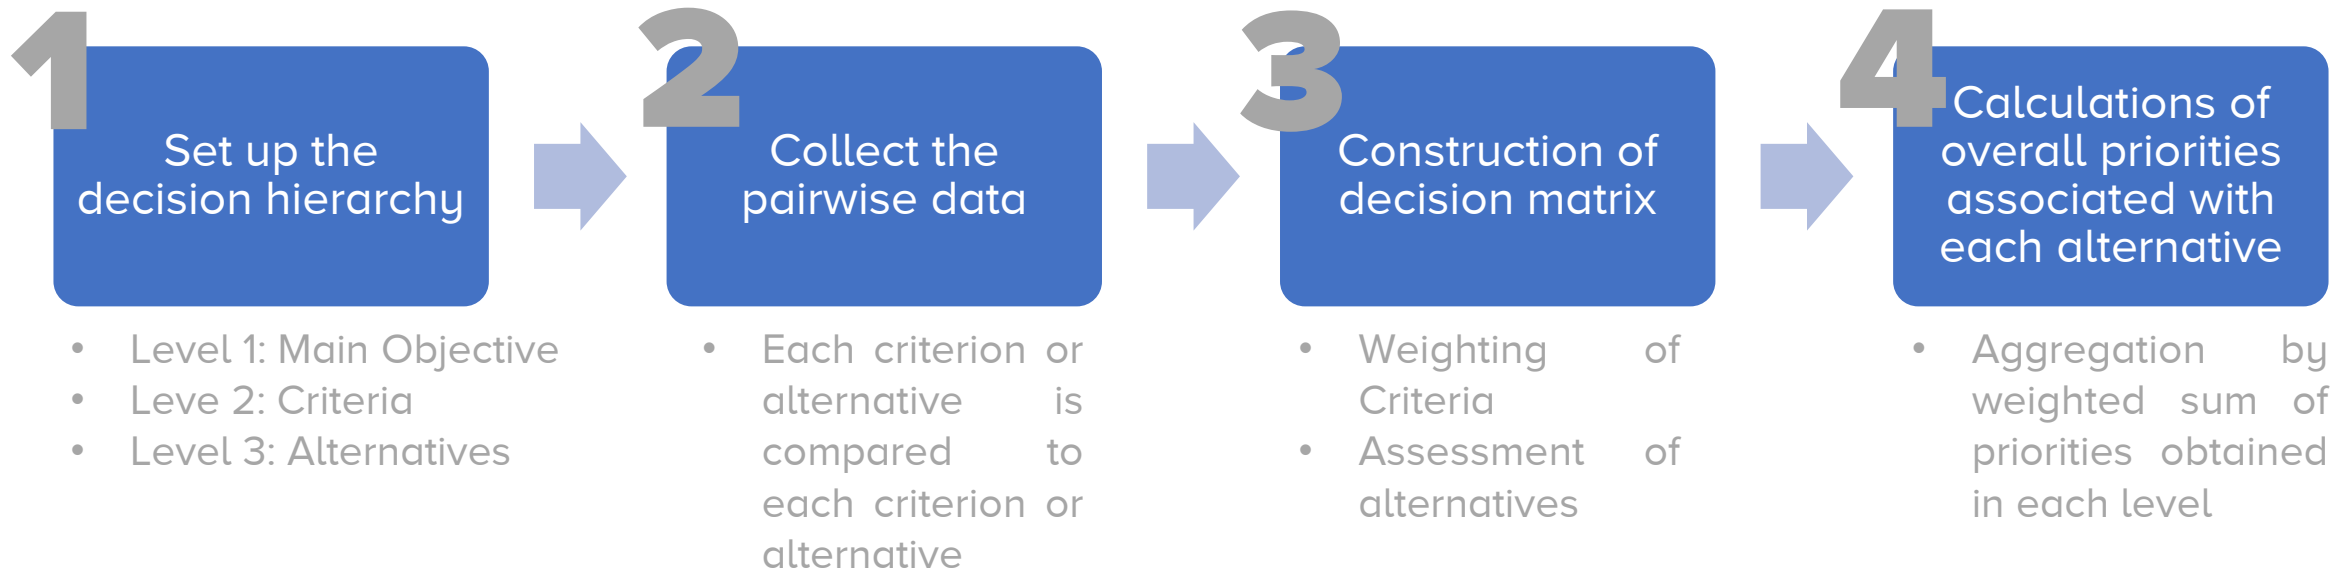 1
Set up the
decision hierarchy
• Level 1: Main Objective
• Leve 2: Criteria
• Level 3: Alternatives
2
Collect the
pairwise data
• Each criterion or
alternative is
compared to
each criterion or
alternative
3
Construction of
decision matrix
• Weighting of
Criteria
• Assessment of
alternatives
4
Calculations of
overall priorities
associated with
each alternative
• Aggregation by
weighted sum of
priorities obtained
in each level